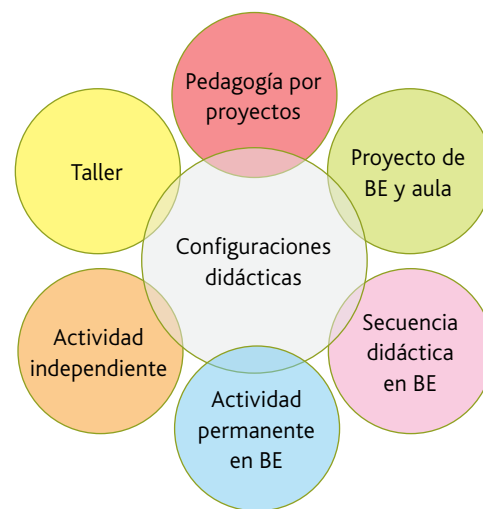 Pedagogía por
proyectos
Proyecto de
BE y aula
Secuencia
didáctica
en BE
Actividad
permanente
en BE
Actividad
independiente
Taller
Configuraciones
didácticas